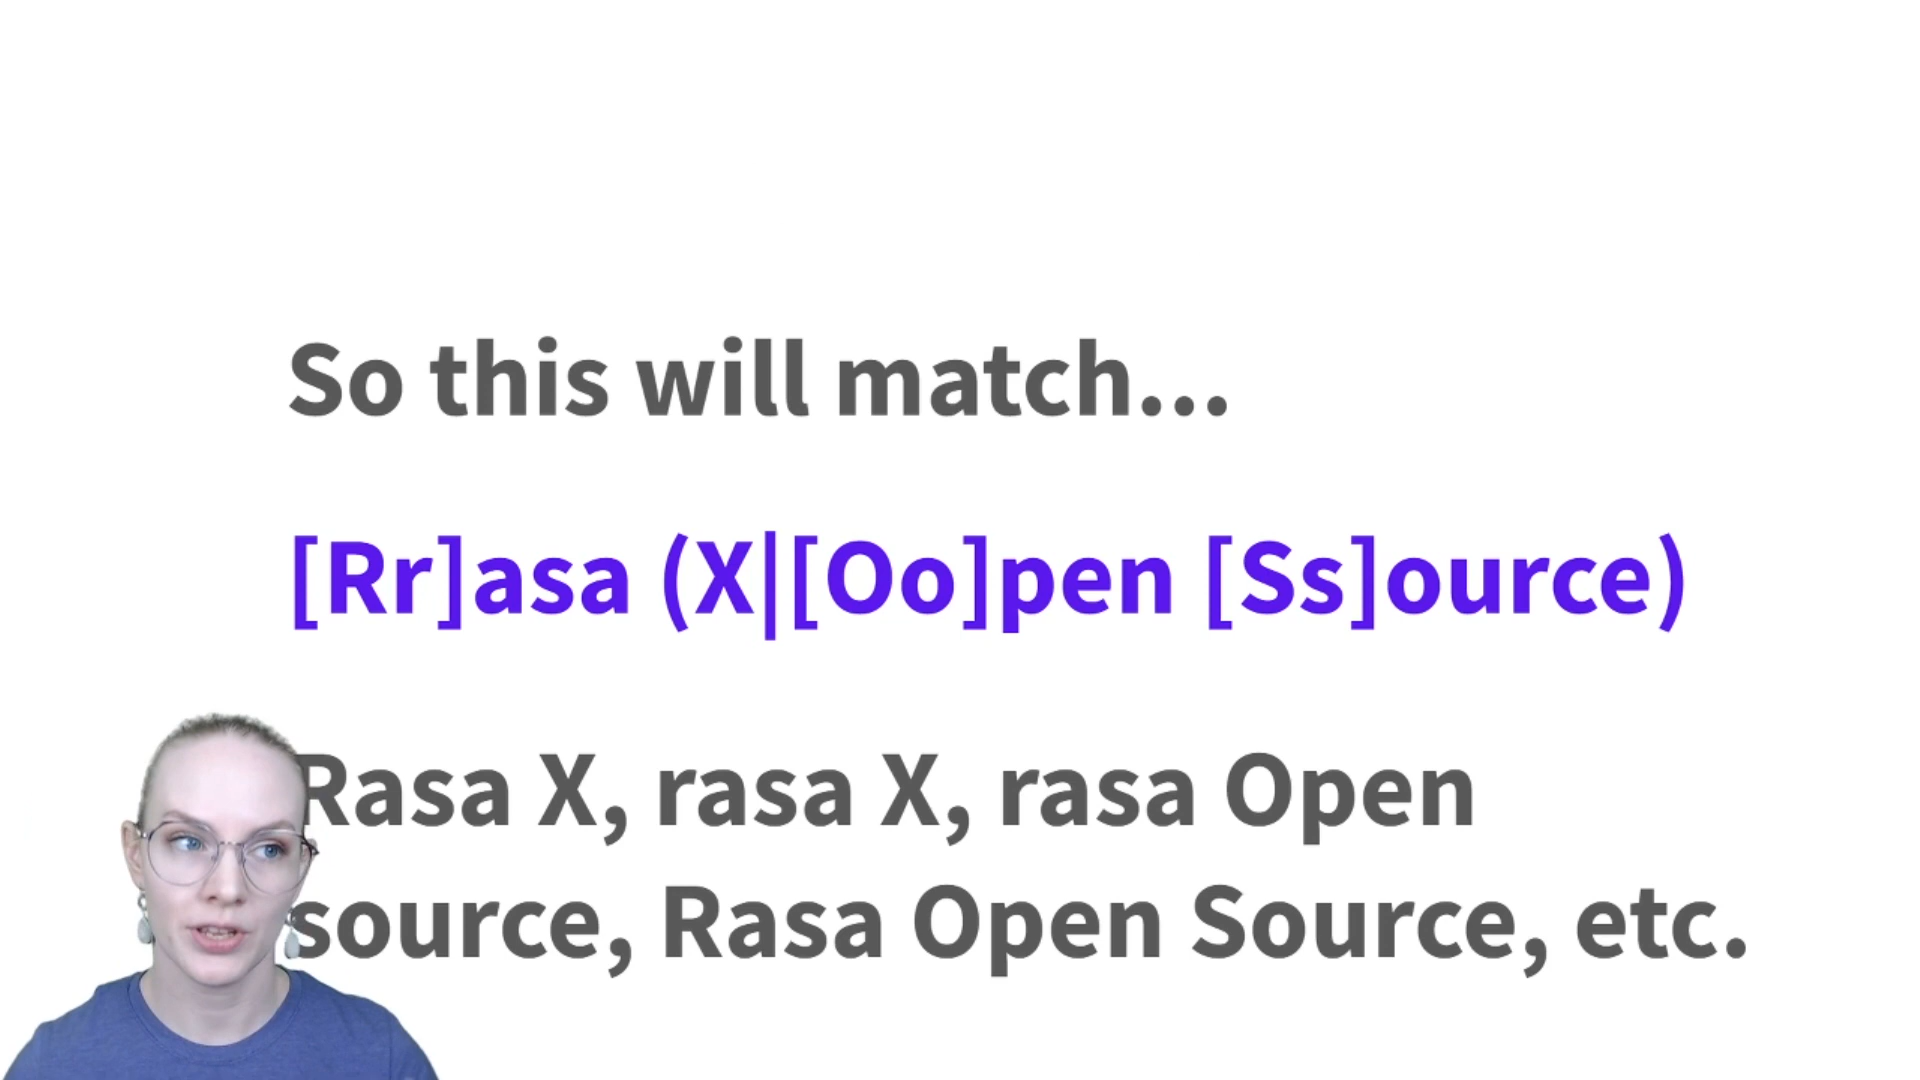 So this will match...
[Rr]asa (X|[Oo]pen [Ss]ource)
Rasa X, rasa X, rasa Open
source, Rasa Open Source, etc.